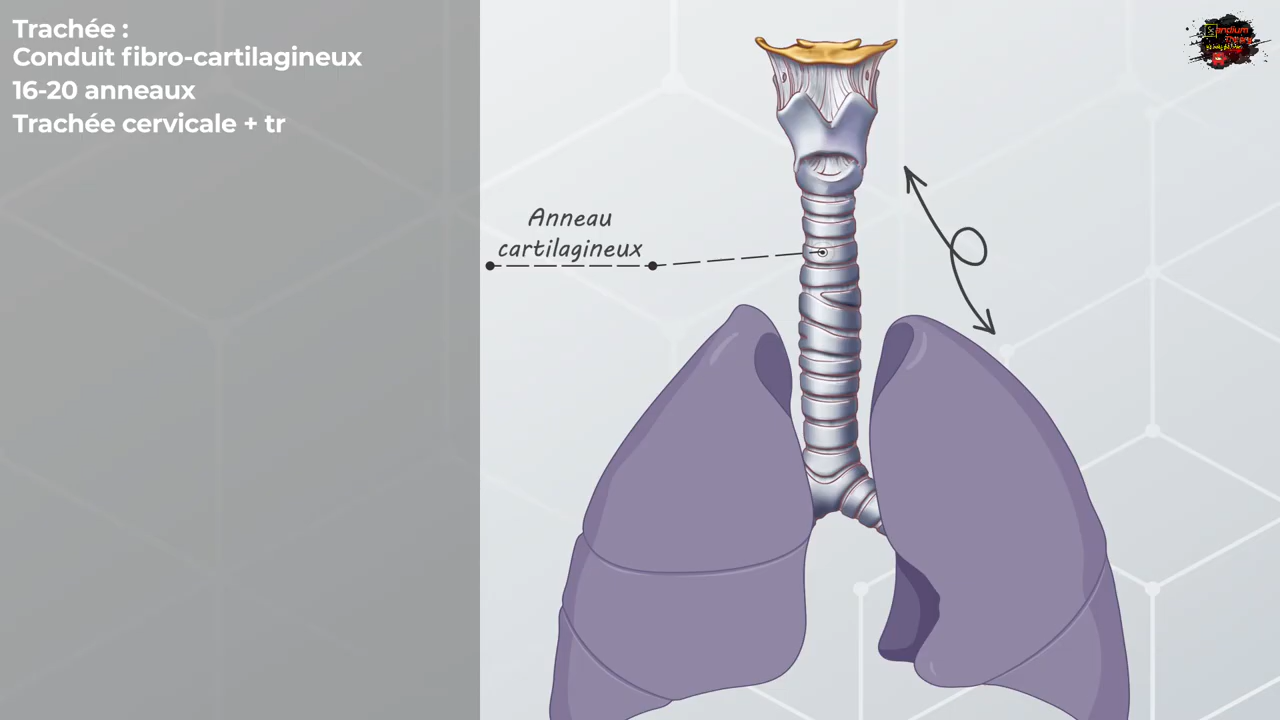 Trachée :
Conduit fibro-cartilagineux
16-20 anneaux
Trachée cervicale + tr
Anneau
cartilagineux